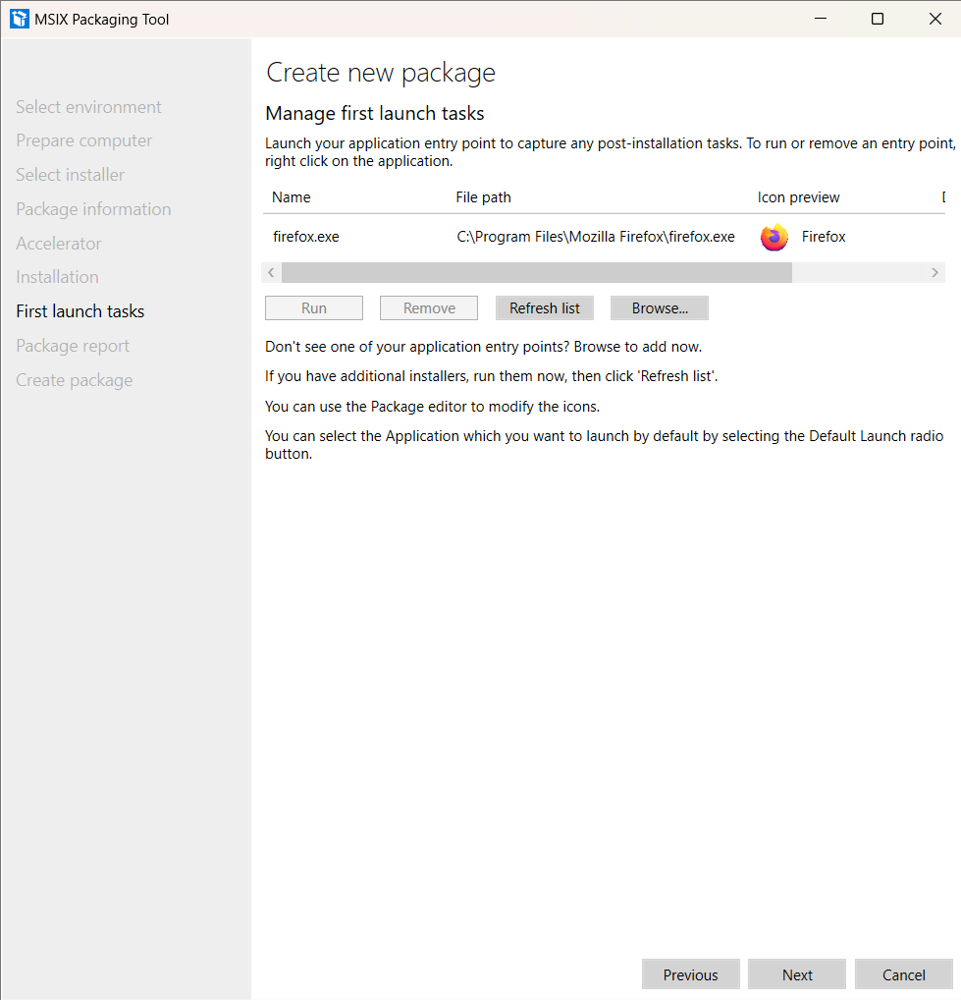 MSIX Packaging Tool
Select environment
Prepare computer
Select installer
Package information
Accelerator
Installation
First launch tasks
Package report
Create package
Create new package
Manage first launch tasks
Launch your application entry point to capture any post-installation tasks. To run or remove an entry point,
right click on the application.
Name File path Icon preview
firefox.exe C:\Program Files\Mozilla Firefox\firefox.exe Firefox
Run Remove Refresh list Browse...
Don't see one of your application entry points? Browse to add now.
If you have additional installers, run them now, then click 'Refresh list'.
You can use the Package editor to modify the icons.
You can select the Application which you want to launch by default by selecting the Default Launch radio
button.
Previous Next Cancel